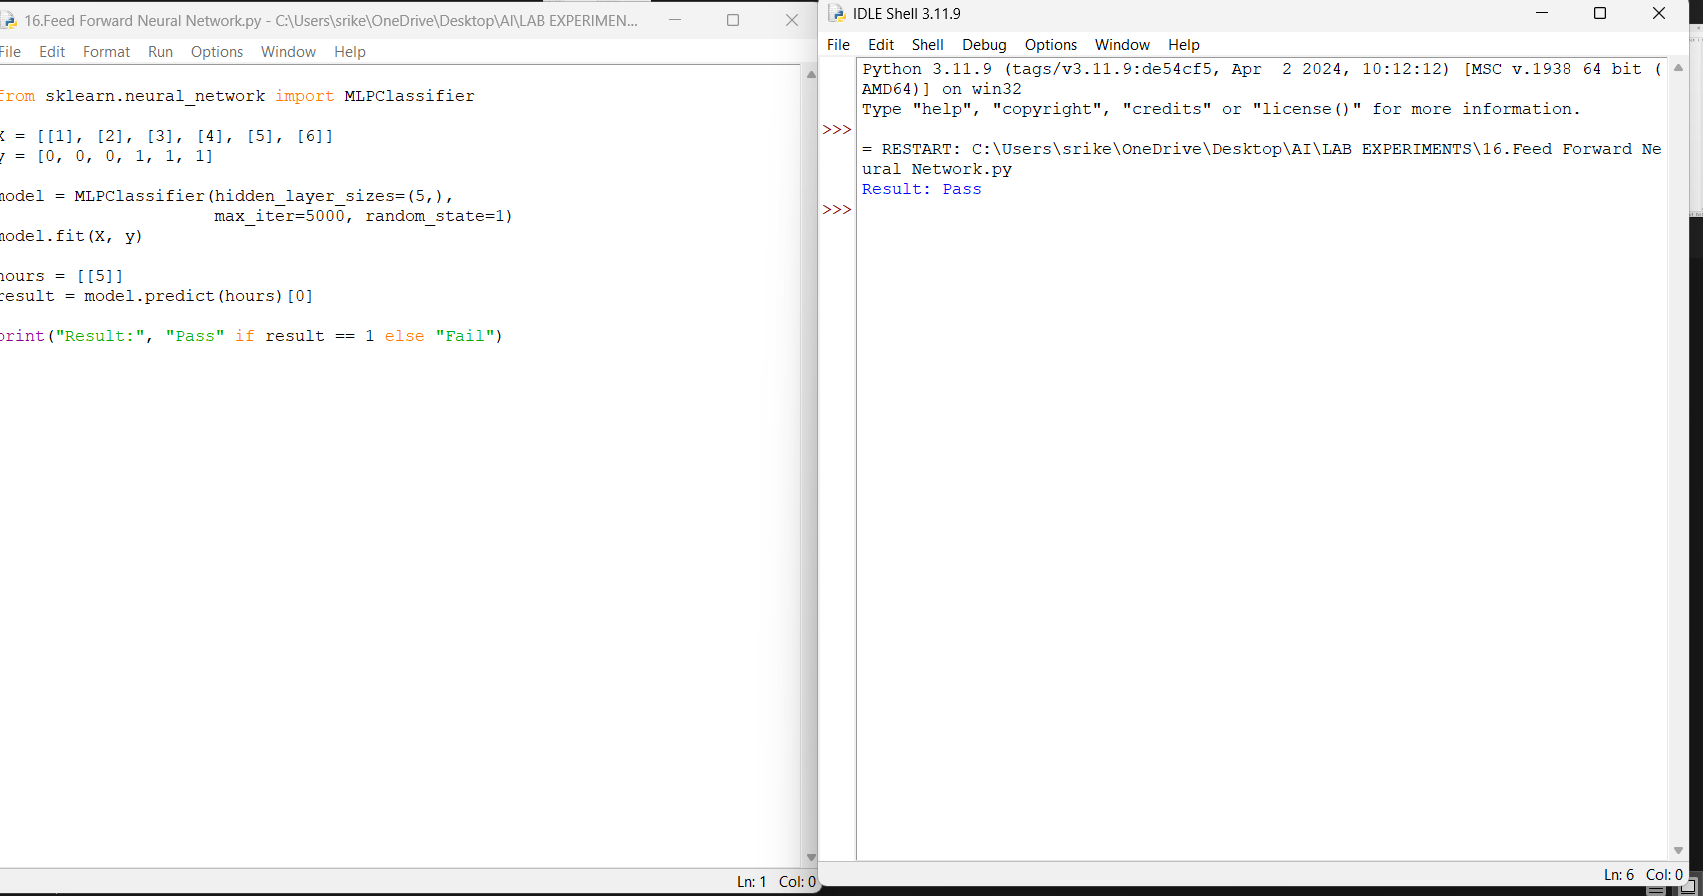 16.Feed Forward Neural Network.py - C:\Users\srike\OneDrive\Desktop\AI\LAB EXPERIMEN...
File Edit Format Run Options Window Help
from sklearn.neural_network import MLPClassifier
X = [[1], [2], [3], [4], [5], [6]]
y = [0, 0, 0, 1, 1, 1]
model = MLPClassifier(hidden_layer_sizes=(5,),
max_iter=5000, random_state=1)
model.fit(X, y)
hours = [[5]]
result = model.predict(hours)[0]
print("Result:", "Pass" if result == 1 else "Fail")
Ln: 1 Col: 0
IDLE Shell 3.11.9
File Edit Shell Debug Options Window Help
Python 3.11.9 (tags/v3.11.9:de54cf5, Apr  2 2024, 10:12:12) [MSC v.1938 64 bit (
AMD64)] on win32
Type "help", "copyright", "credits" or "license()" for more information.
>>>
= RESTART: C:\Users\srike\OneDrive\Desktop\AI\LAB EXPERIMENTS\16.Feed Forward Ne
ural Network.py
Result: Pass
>>>
Ln: 6 Col: 0